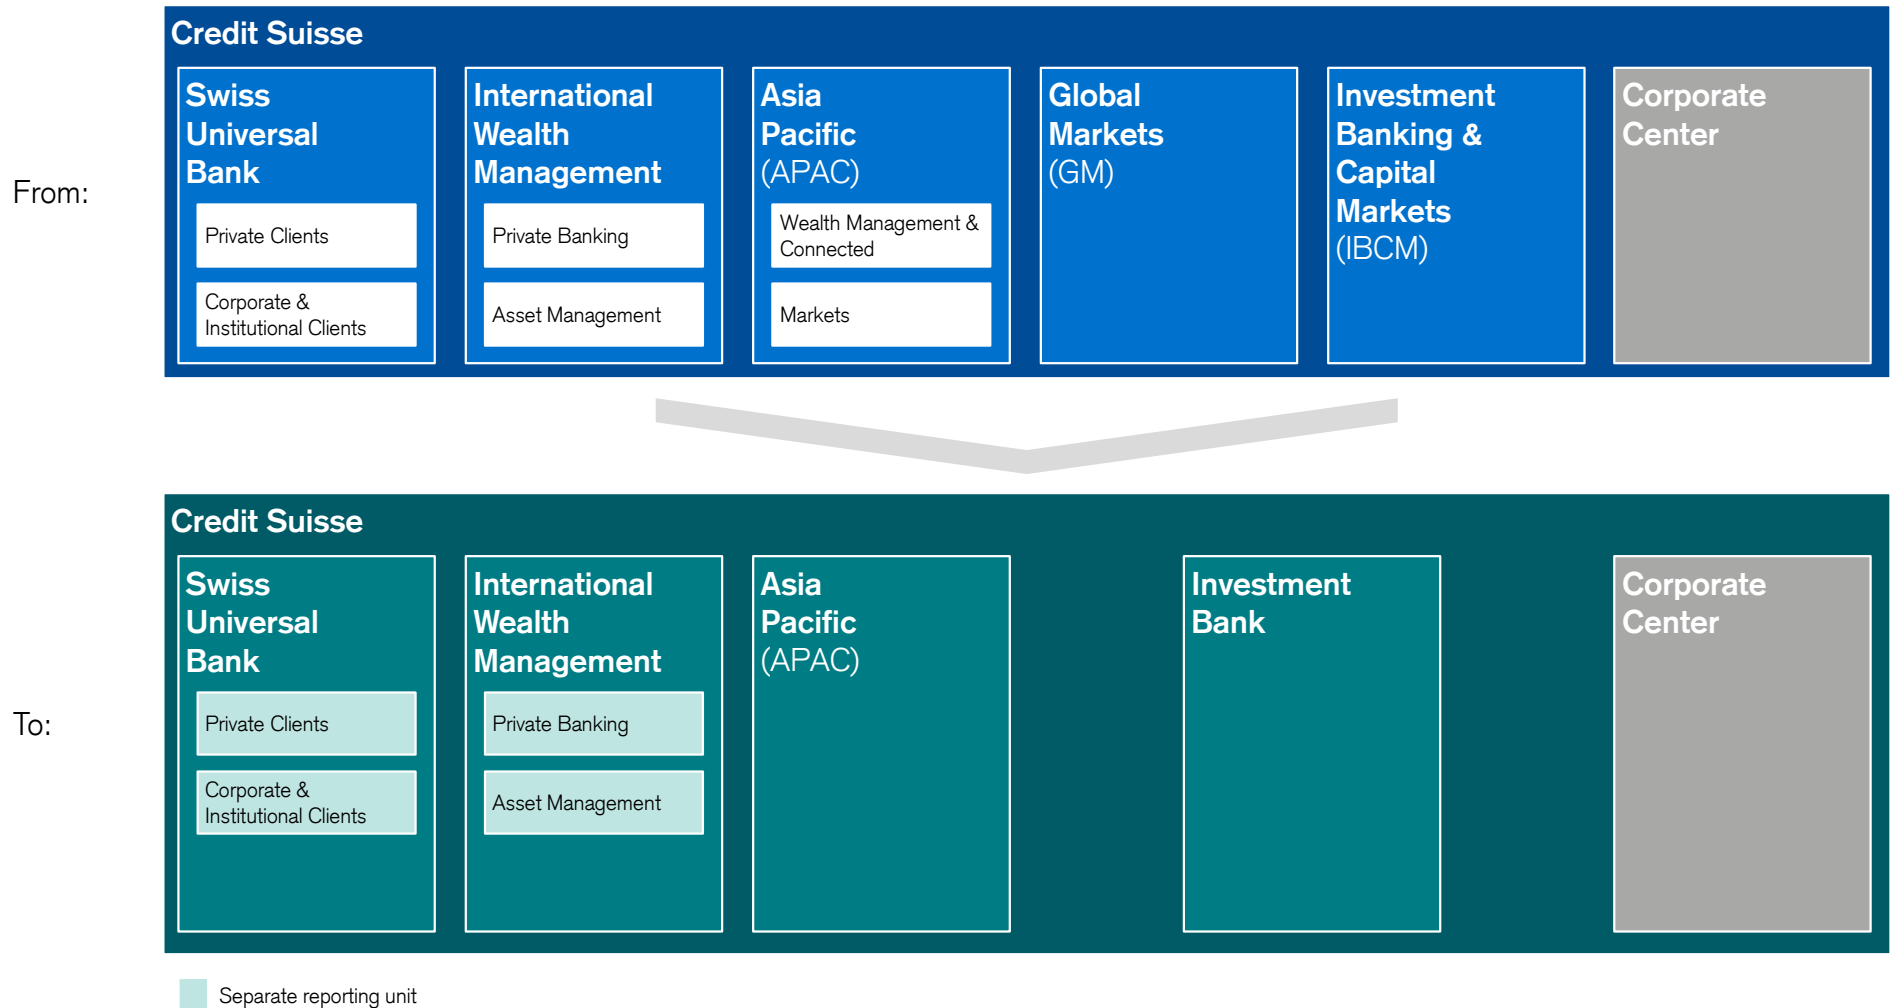 Credit Suisse
From:
Swiss
Universal
Bank
Private Clients
Corporate &
Institutional Clients
International
Wealth
Management
Private Banking
Asset Management
Asia
Pacific
(APAC)
Wealth Management &
Connected
Markets
Global
Markets
(GM)
Investment
Banking &
Capital
Markets
(IBCM)
Corporate
Center
Credit Suisse
To:
Swiss
Universal
Bank
Private Clients
Corporate &
Institutional Clients
International
Wealth
Management
Private Banking
Asset Management
Asia
Pacific
(APAC)
Investment
Bank
Corporate
Center
Separate reporting unit